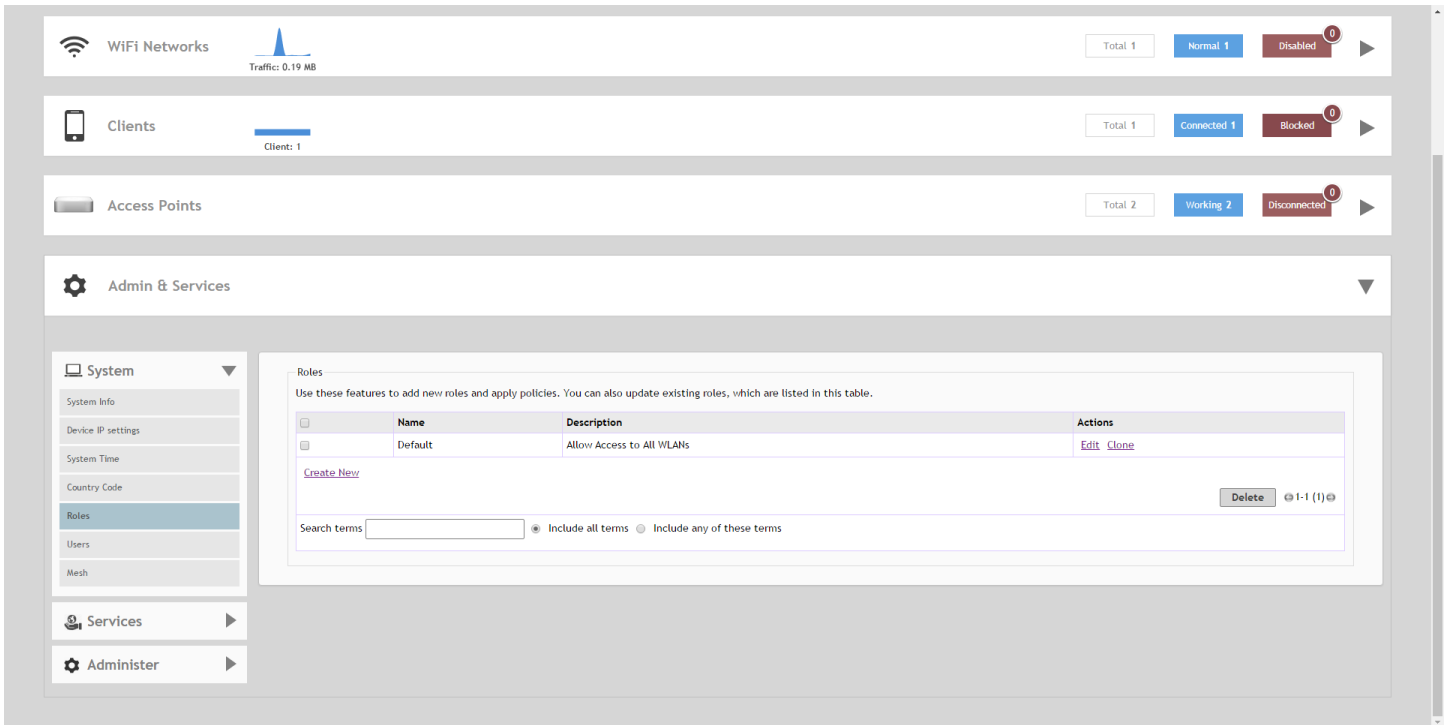 WiFi Networks
Traffic: 0.19 MB
Total 1
Normal 1
Disabled
0
Clients
Client: 1
Total 1
Connected 1
Blocked
0
Access Points
Total 2
Working 2
Disconnected
0
Admin & Services
System
System Info
Device IP settings
System Time
Country Code
Roles
Users
Mesh
Services
Administer
Roles
Use these features to add new roles and apply policies. You can also update existing roles, which are listed in this table.
Name Description Actions
Default Allow Access to All WLANs Edit Clone
Create New
Delete 1-1 (1)
Search terms Include all terms Include any of these terms